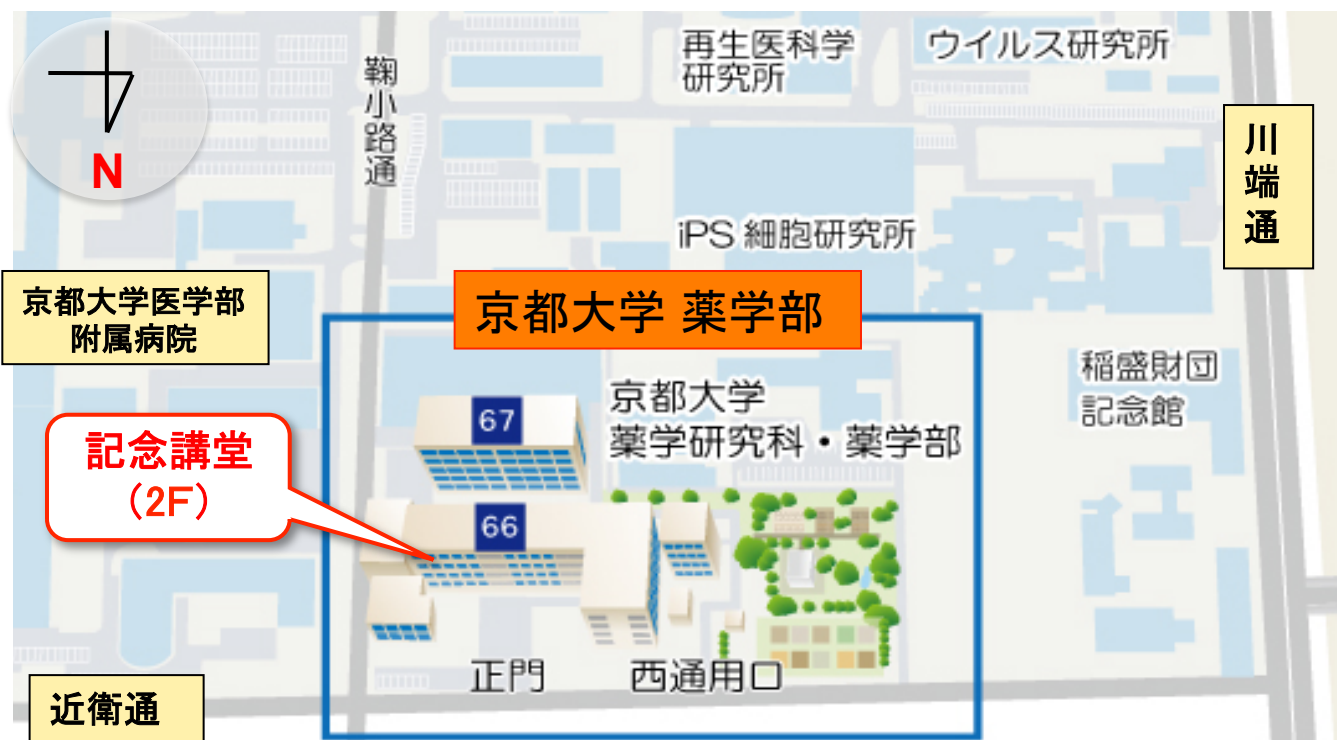 再生医科学
研究所
ウイルス研究所
鞠小路通
川端通
N
iPS 細胞研究所
京都大学医学部
附属病院
京都大学 薬学部
稲盛財団
記念館
京都大学
薬学研究科・薬学部
67
記念講堂
(2F)
66
正門
西通用口
近衛通